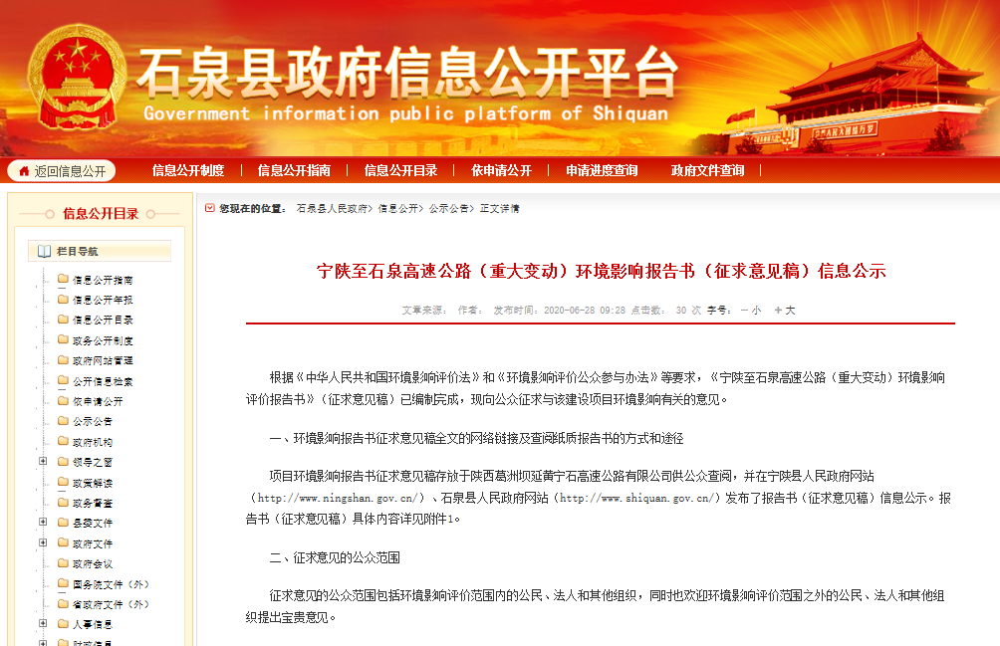 石泉县政府信息公开平台
Government information public platform of Shiquan
返回信息公开 信息公开制度 信息公开指南 信息公开目录 依申请公开 申请进度查询 政府文件查询
信息公开目录
栏目导航
信息公开指南
信息公开年报
信息公开目录
政务公开制度
政府网站管理
公开信息检索
依申请公开
公示公告
政府机构
领导之窗
政策解读
政务督查
县委文件
政府文件
政府会议
国务院文件（外）
省政府文件（外）
人事信息
财政信息
您现在的位置： 石泉县人民政府> 信息公开> 公示公告> 正文详情
宁陕至石泉高速公路（重大变动）环境影响报告书（征求意见稿）信息公示
文章来源： 作者： 发布时间：2020-06-28 09:28 点击数： 30 次 字号： － 小 ＋ 大
根据《中华人民共和国环境影响评价法》和《环境影响评价公众参与办法》等要求，《宁陕至石泉高速公路（重大变动）环境影响
评价报告书》（征求意见稿）已编制完成，现向公众征求与该建设项目环境影响有关的意见。
一、环境影响报告书征求意见稿全文的网络链接及查阅纸质报告书的方式和途径
项目环境影响报告书征求意见稿存放于陕西葛洲坝延黄宁石高速公路有限公司供公众查阅，并在宁陕县人民政府网站
（http://www.ningshan.gov.cn/）、石泉县人民政府网站（http://www.shiquan.gov.cn/）发布了报告书（征求意见稿）信息公示。报
告书（征求意见稿）具体内容详见附件1。
二、征求意见的公众范围
征求意见的公众范围包括环境影响评价范围内的公民、法人和其他组织，同时也欢迎环境影响评价范围之外的公民、法人和其他组
织提出宝贵意见。